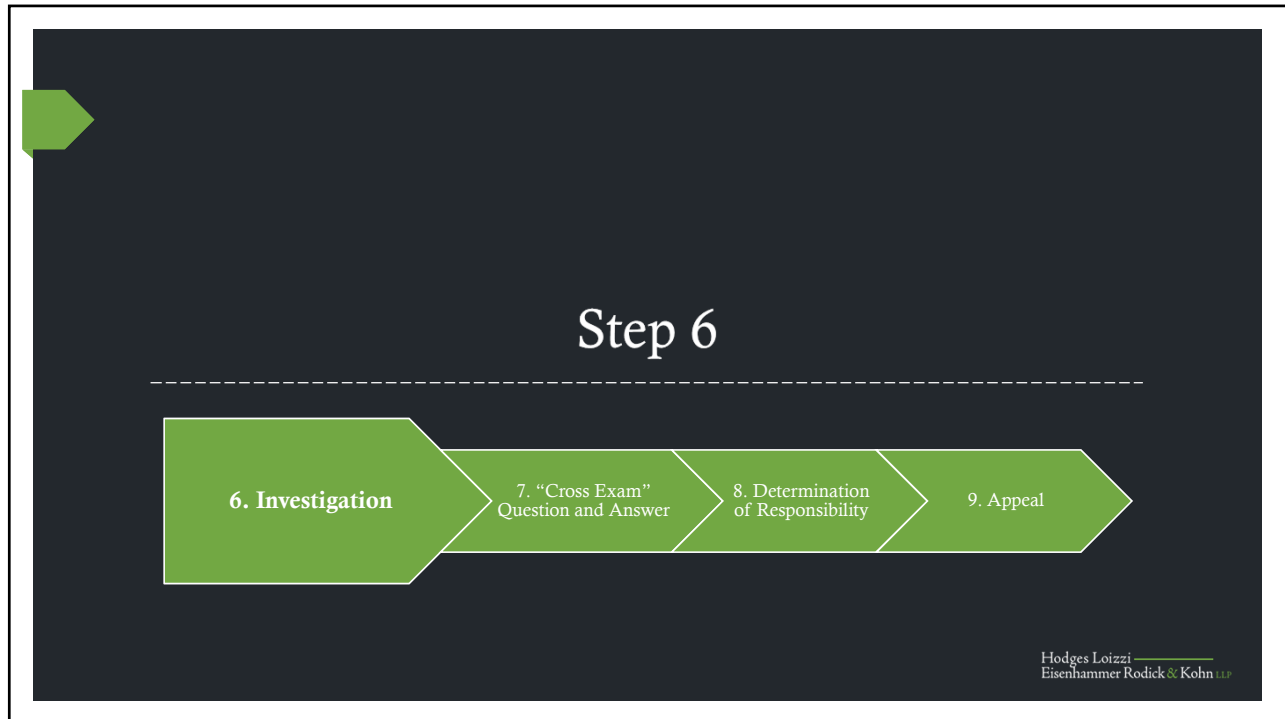 Step 6
6. Investigation
7. “Cross Exam”
Question and Answer
8. Determination
of Responsibility
9. Appeal
Hodges Loizzi
Eisenhammer Rodick & Kohn LLP